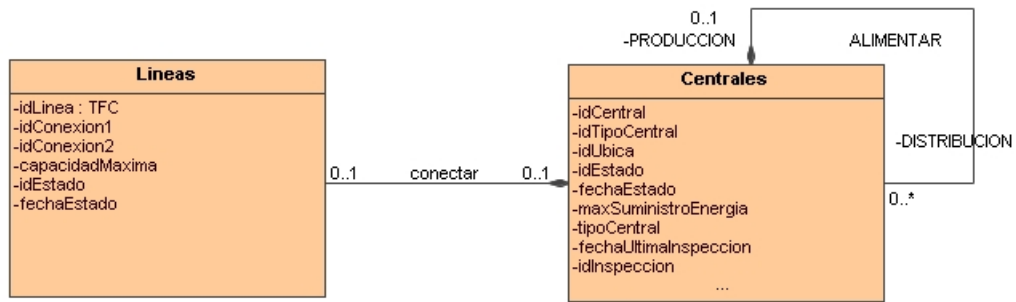 0..1
-PRODUCCION
ALIMENTAR
Lineas
-idLinea : TFC
-idConexion1
-idConexion2
-capacidadMaxima
-idEstado
-fechaEstado
0..1
conectar
0..1
Centrales
-idCentral
-idTipoCentral
-idUbica
-idEstado
-fechaEstado
-maxSuministroEnergia
-tipoCentral
-fechaUltimaInspeccion
-idInspeccion
...
-DISTRIBUCION
0..*